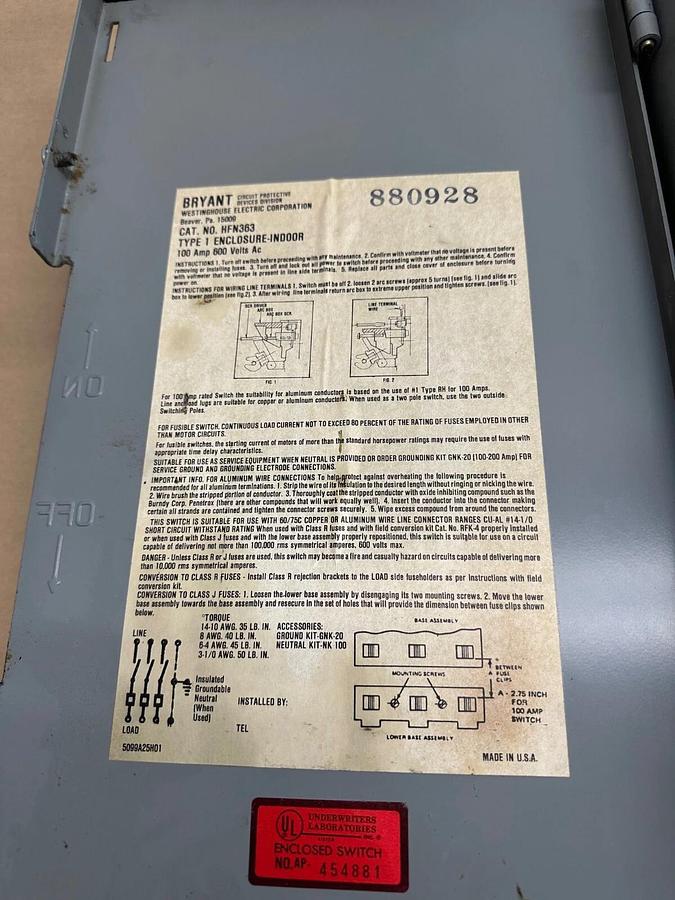 BRYANT CIRCUIT PROTECTIVE
DEVICES DIVISION
WESTINGHOUSE ELECTRIC CORPORATION
Beaver, Pa. 15009
880928
CAT. NO. HFN363
TYPE 1 ENCLOSURE-INDOOR
100 Amp 600 Volts Ac
INSTRUCTIONS 1. Turn off switch before proceeding with any maintenance. 2. Confirm with voltmeter that no voltage is present before
removing or installing fuses. 3. Turn off and lock out all power to switch before proceeding with any other maintenance. 4. Confirm
with voltmeter that no voltage is present in line side terminals. 5. Replace all parts and close cover of enclosure before turning
power on.
INSTRUCTIONS FOR WIRING LINE TERMINALS 1. Switch must be off 2. loosen 2 arc screws (approx 5 turns) (see fig. 1) and slide arc
box to lower position (see fig.2). 3. After wiring line terminals return arc box to extreme upper position and tighten screws. (see fig. 1).
SCR DRIVER
ARC BOX
ARC BOX SCR.
FIG 1
LINE TERMINAL
WIRE
FIG 2
For 100 Amp rated Switch the suitability for aluminum conductors is based on the use of #1 Type RH for 100 Amps.
Line and load lugs are suitable for copper or aluminum conductors. When used as a two pole switch, use the two outside
Switching Poles.
FOR FUSIBLE SWITCH, CONTINUOUS LOAD CURRENT NOT TO EXCEED 80 PERCENT OF THE RATING OF FUSES EMPLOYED IN OTHER
THAN MOTOR CIRCUITS.
For fusible switches, the starting current of motors of more than the standard horsepower ratings may require the use of fuses with
appropriate time delay characteristics.
SUITABLE FOR USE AS SERVICE EQUIPMENT WHEN NEUTRAL IS PROVIDED OR ORDER GROUNDING KIT GNK-20 (100-200 Amp) FOR
SERVICE GROUND AND GROUNDING ELECTRODE CONNECTIONS.
IMPORTANT INFO. FOR ALUMINUM WIRE CONNECTIONS To help protect against overheating the following procedure is
recommended for all aluminum terminations. 1. Strip the wire of its insulation to the desired length without ringing or nicking the wire.
2. Wire brush the stripped portion of conductor. 3. Thoroughly coat the stripped conductor with oxide inhibiting compound such as the
Burndy Corp. Penetrox (there are other compounds that will work equally well). 4. Insert the conductor into the connector making
certain all strands are contained and tighten the connector screws securely. 5. Wipe excess compound from around the connectors.
THIS SWITCH IS SUITABLE FOR USE WITH 60/75C COPPER OR ALUMINUM WIRE LINE CONNECTOR RANGES CU-AL #14-1/0
SHORT CIRCUIT WITHSTAND RATING When used with Class R fuses and with field conversion kit Cat. No. RFK-4 properly installed
or when used with Class J fuses and with the lower base assembly properly repositioned, this switch is suitable for use on a circuit
capable of delivering not more than 100,000 rms symmetrical amperes, 600 volts max.
DANGER - Unless Class R or J fuses are used, this switch may become a fire and casualty hazard on circuits capable of delivering more
than 10,000 rms symmetrical amperes.
CONVERSION TO CLASS R FUSES - Install Class R rejection brackets to the LOAD side fuseholders as per Instructions with field
conversion kit.
CONVERSION TO CLASS J FUSES: 1. Loosen the lower base assembly by disengaging its two mounting screws. 2. Move the lower
base assembly towards the base assembly and resecure in the set of holes that will provide the dimension between fuse clips shown
below.
TORQUE
14-10 AWG. 35 LB. IN.
8 AWG. 40 LB. IN.
6-4 AWG. 45 LB. IN.
3-1/0 AWG. 50 LB. IN.
ACCESSORIES:
GROUND KIT-GNK-20
NEUTRAL KIT-NK 100
LINE
Insulated
Groundable
Neutral
(When
Used)
LOAD
INSTALLED BY:
TEL
BASE ASSEMBLY
MOUNTING SCREWS
LOWER BASE ASSEMBLY
A
BETWEEN
FUSE
CLIPS
A - 2.75 INCH
FOR
100 AMP
SWITCH
5099A25H01
MADE IN U.S.A.
ON
OFF
UL
UNDERWRITERS
LABORATORIES
INC. ®
LISTED
ENCLOSED SWITCH
NO. AP- 454881